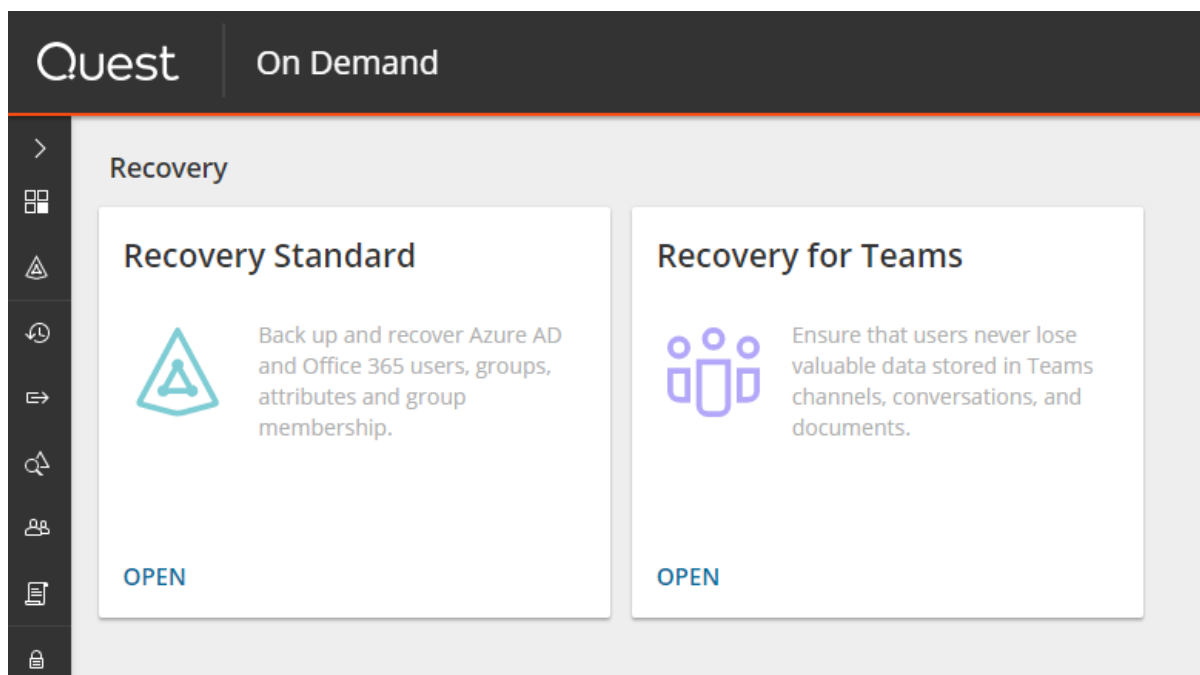 Quest
On Demand
Recovery
Recovery Standard
Back up and recover Azure AD
and Office 365 users, groups,
attributes and group
membership.
OPEN
Recovery for Teams
Ensure that users never lose
valuable data stored in Teams
channels, conversations, and
documents.
OPEN